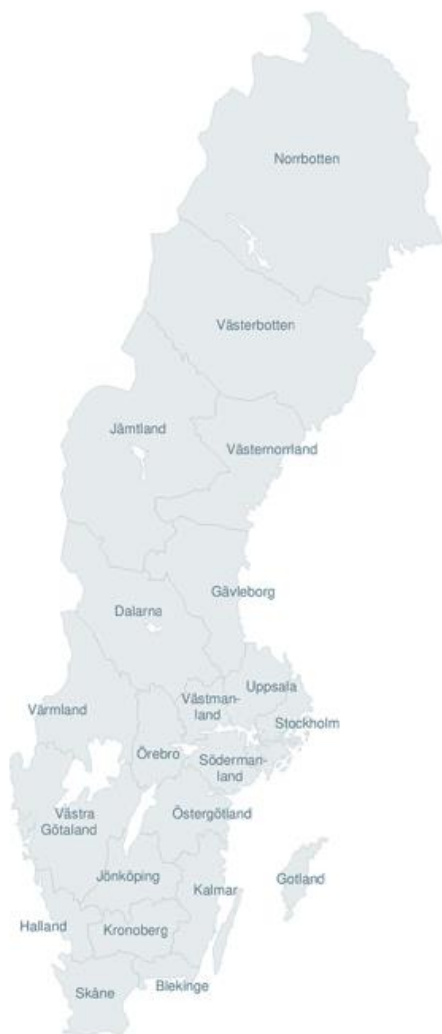 Norrbotten
Västerbotten
Jämtland
Västernorrland
Gävleborg
Dalarna
Uppsala
Västman-
land
Värmland
Stockholm
Örebro
Söderman-
land
Västra
Götaland
Östergötland
Jönköping
Gotland
Kalmar
Halland
Kronoberg
Blekinge
Skåne